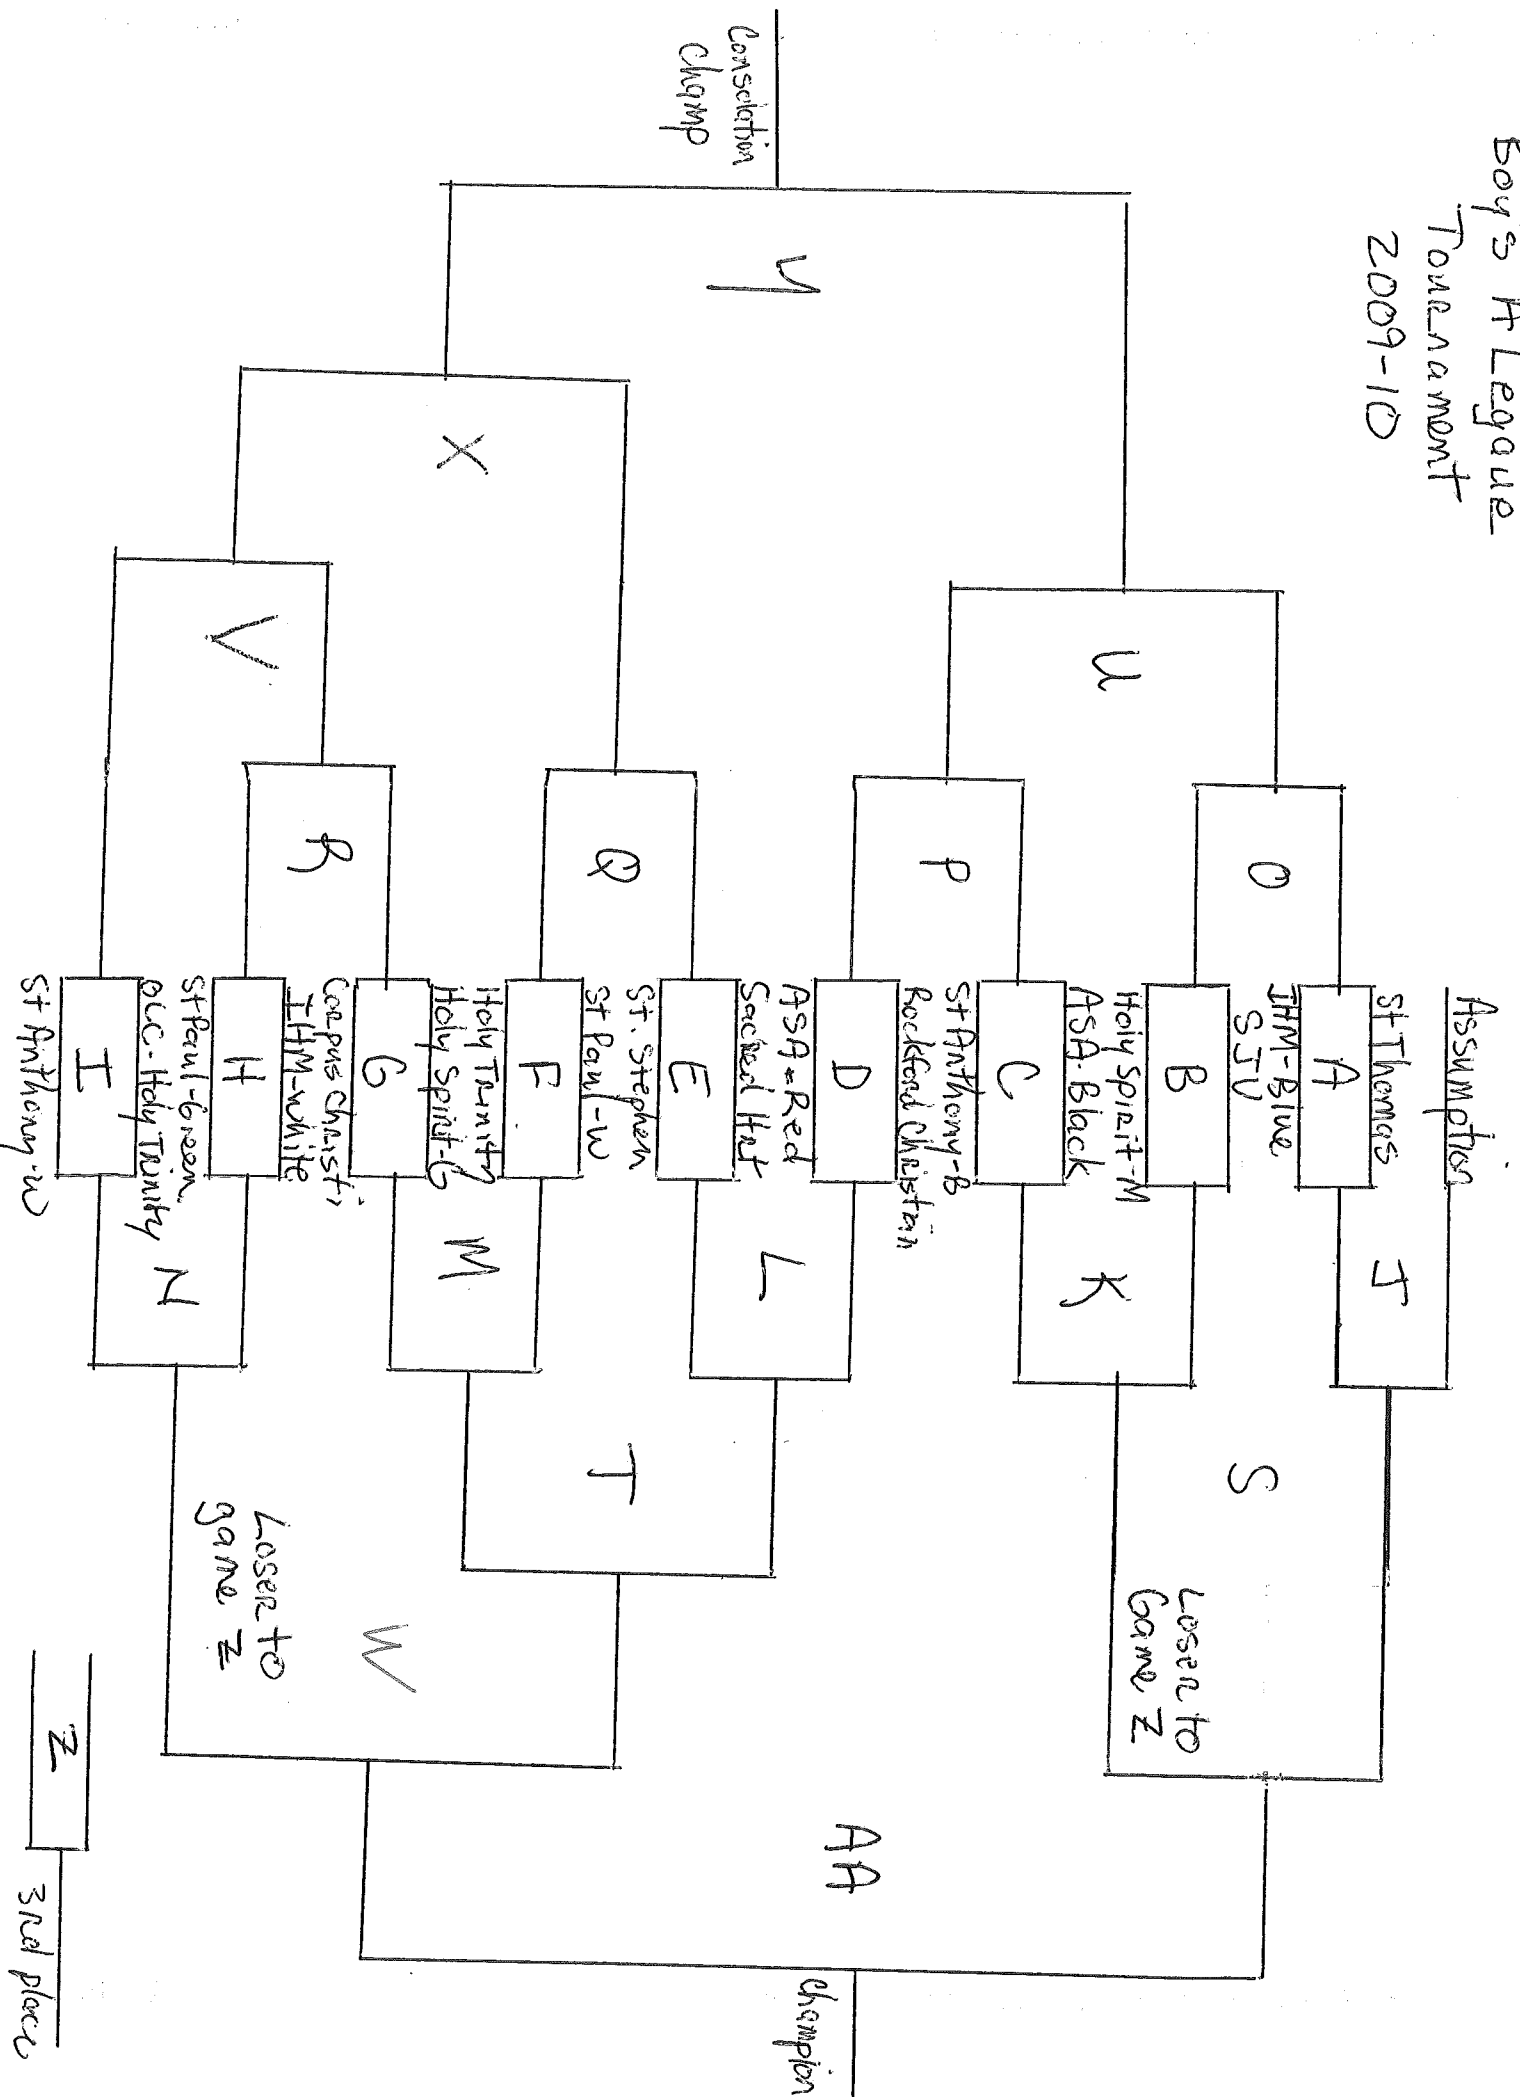 Boy's A League
Tournament
2009-10
Assumption
J
St Thomas
A
IHM-Blue
O
SJV
B
Holy Spirit-M
S
Loser to
Game Z
U
K
ASA-Black
C
St Anthony-B
P
Rockford Christain
D
ASA-Red
Y
Consolation
Champ
L
Sacred Hrt
E
St. Stephen
Q
T
AA
Champion
St Paul-W
F
Holy Trinity
X
M
Holy Spirit-G
G
Corpus Christi
R
W
Loser to
game Z
IHM-White
H
St Paul-Green
V
N
OLC-Holy Trinity
I
St Anthony-W
Z
3rd place